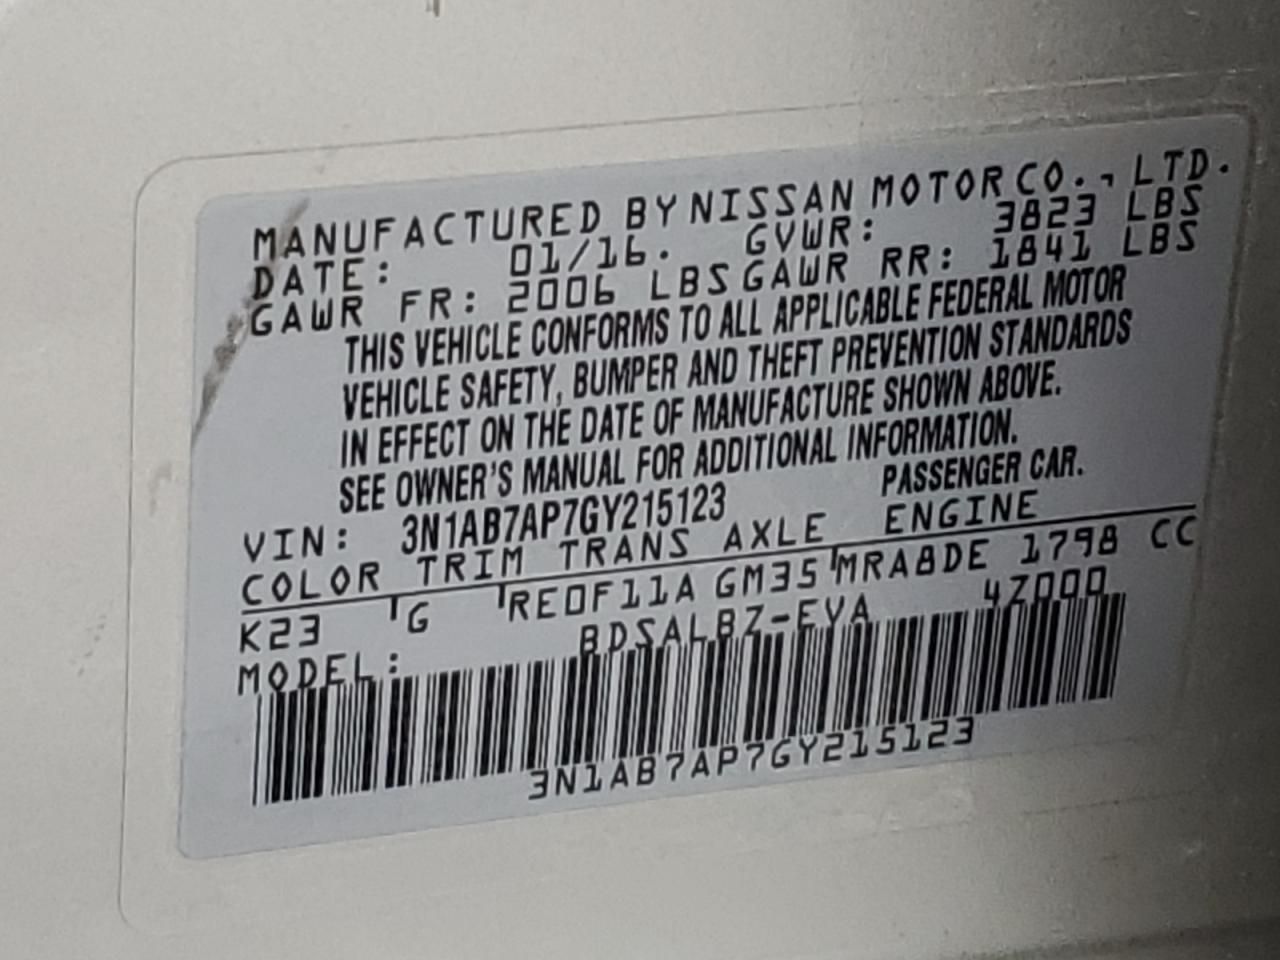 MANUFACTURED BY NISSAN MOTOR CO., LTD.
DATE: 01/16. GVWR: 3823 LBS
GAWR FR: 2006 LBS GAWR RR: 1841 LBS
THIS VEHICLE CONFORMS TO ALL APPLICABLE FEDERAL MOTOR
VEHICLE SAFETY, BUMPER AND THEFT PREVENTION STANDARDS
IN EFFECT ON THE DATE OF MANUFACTURE SHOWN ABOVE.
SEE OWNER'S MANUAL FOR ADDITIONAL INFORMATION.
VIN: 3N1AB7AP7GY215123 PASSENGER CAR.
COLOR TRIM TRANS AXLE ENGINE
K23 G RE0F11A GM35 MRA8DE 1798 CC
MODEL: BDSALBZ-EVA 4Z000
3N1AB7AP7GY215123